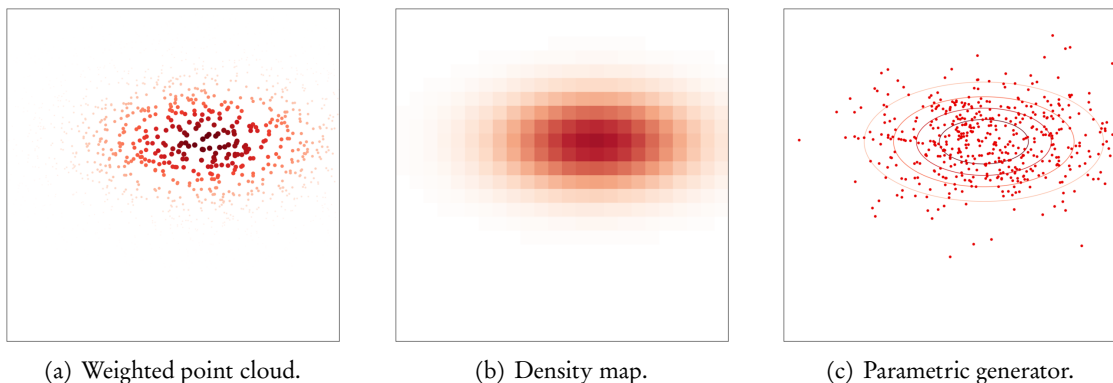 (a) Weighted point cloud.
(b) Density map.
(c) Parametric generator.